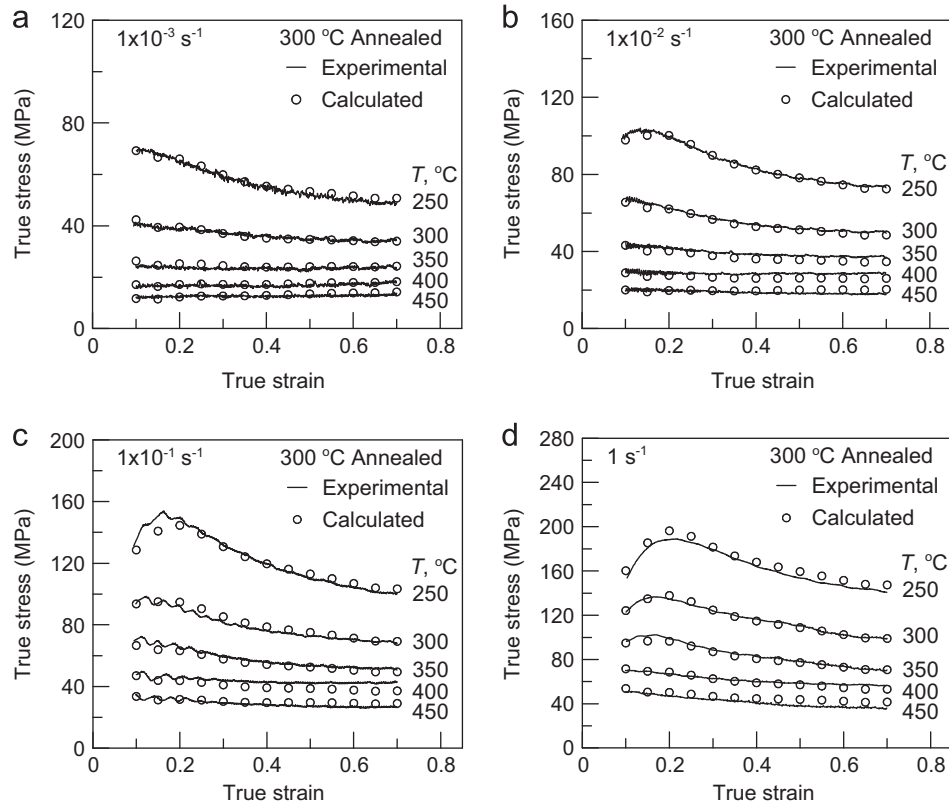 a
1x10⁻³ s⁻¹
300 °C Annealed
Experimental
Calculated
T, °C
250
300
350
400
450
120
80
40
0
True stress (MPa)
0
0.2
0.4
0.6
0.8
True strain
b
1x10⁻² s⁻¹
300 °C Annealed
Experimental
Calculated
T, °C
250
300
350
400
450
160
120
80
40
0
True stress (MPa)
0
0.2
0.4
0.6
0.8
True strain
c
1x10⁻¹ s⁻¹
300 °C Annealed
Experimental
Calculated
T, °C
250
300
350
400
450
200
160
120
80
40
0
True stress (MPa)
0
0.2
0.4
0.6
0.8
True strain
d
1 s⁻¹
300 °C Annealed
Experimental
Calculated
T, °C
250
300
350
400
450
280
240
200
160
120
80
40
0
True stress (MPa)
0
0.2
0.4
0.6
0.8
True strain